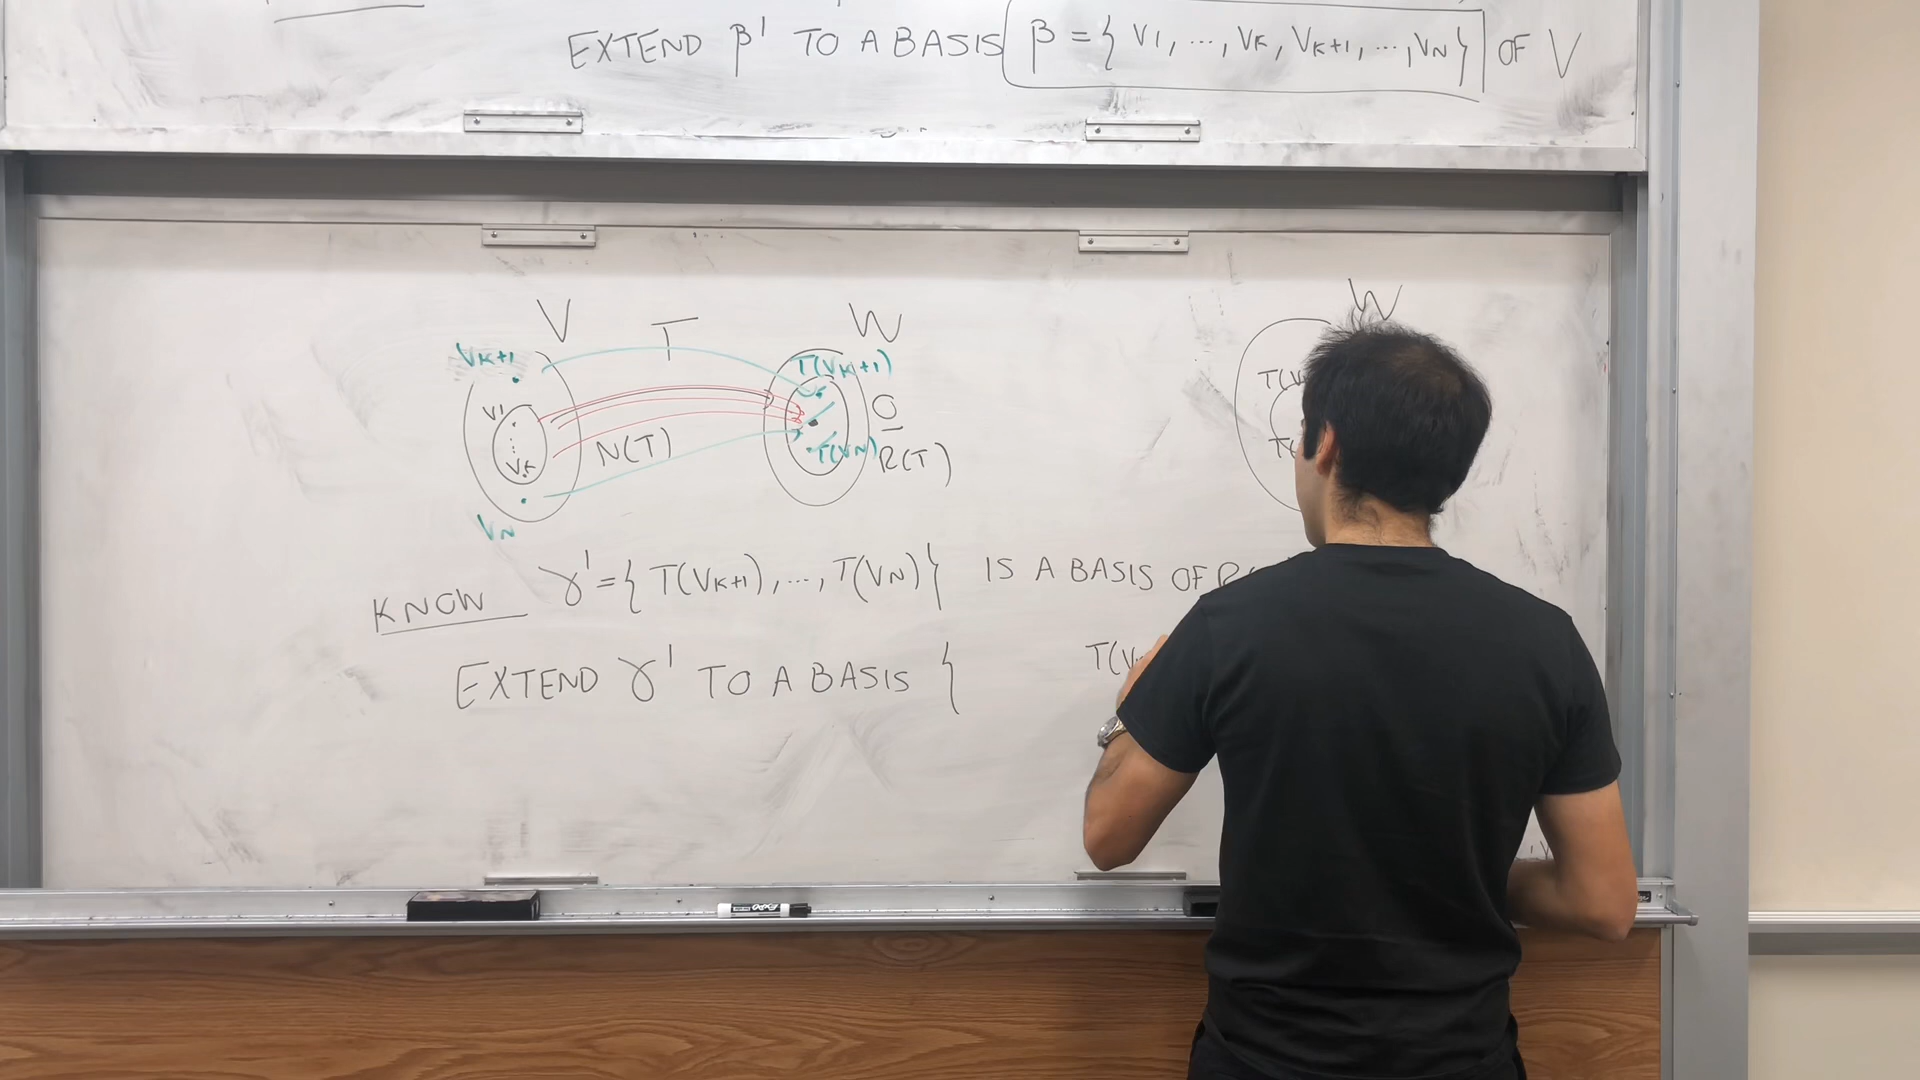 EXTEND β' TO A BASIS β = { V1, ..., VK, VK+1, ..., VN } OF V
V T W W
VK+1 T(VK+1)
V1 O T(V
VK N(T) T(VN) R(T) T(
VN
KNOW γ' = { T(VK+1), ..., T(VN) } IS A BASIS OF R
EXTEND γ' TO A BASIS { T(V